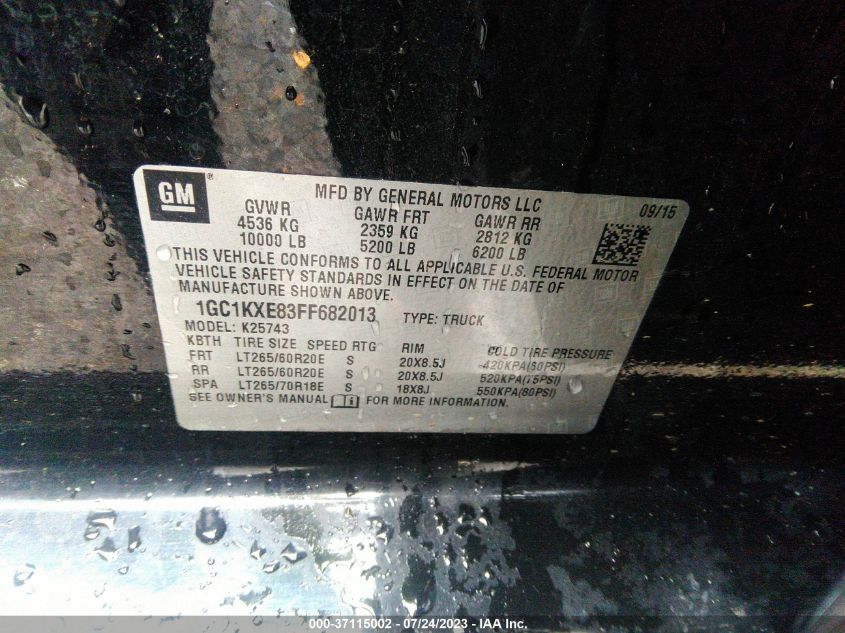 GM ®
MFD BY GENERAL MOTORS LLC
09/15
GVWR GAWR FRT GAWR RR
4536 KG 2359 KG 2812 KG
10000 LB 5200 LB 6200 LB
THIS VEHICLE CONFORMS TO ALL APPLICABLE U.S. FEDERAL MOTOR
VEHICLE SAFETY STANDARDS IN EFFECT ON THE DATE OF
MANUFACTURE SHOWN ABOVE.
1GC1KXE83FF682013 TYPE: TRUCK
MODEL: K25743
KBTH TIRE SIZE SPEED RTG RIM COLD TIRE PRESSURE
FRT LT265/60R20E S 20X8.5J 420KPA(60PSI)
RR LT265/60R20E S 20X8.5J 520KPA(75PSI)
SPA LT265/70R18E S 18X8J 550KPA(80PSI)
SEE OWNER'S MANUAL FOR MORE INFORMATION.
000-37115002 - 07/24/2023 - IAA Inc.